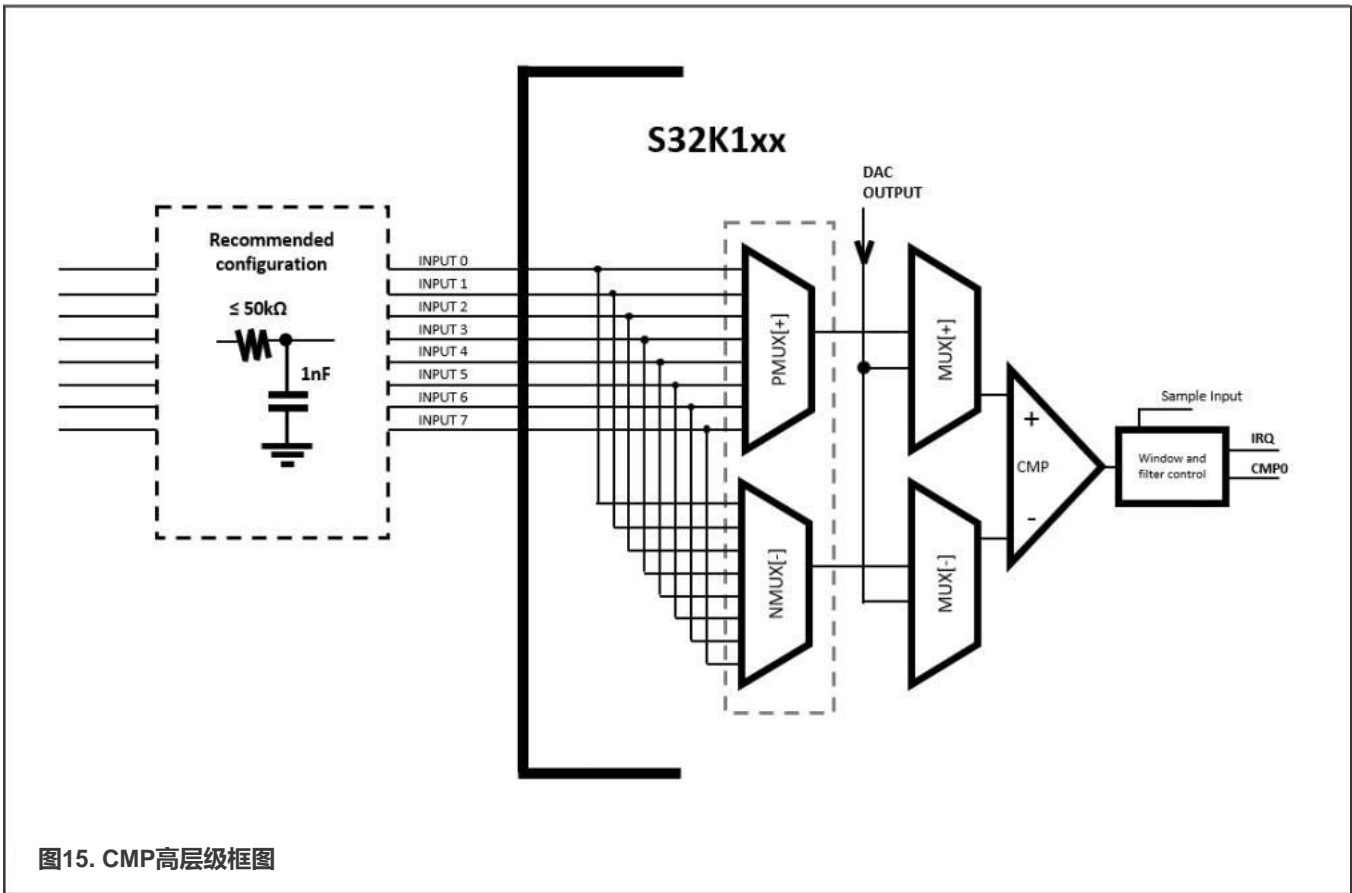 S32K1xx
DAC
OUTPUT
Recommended
configuration
≤ 50kΩ
1nF
INPUT 0
INPUT 1
INPUT 2
INPUT 3
INPUT 4
INPUT 5
INPUT 6
INPUT 7
PMUX[+]
MUX[+]
NMUX[-]
MUX[-]
+
CMP
-
Sample Input
Window and
filter control
IRQ
CMP0
图15. CMP高层级框图